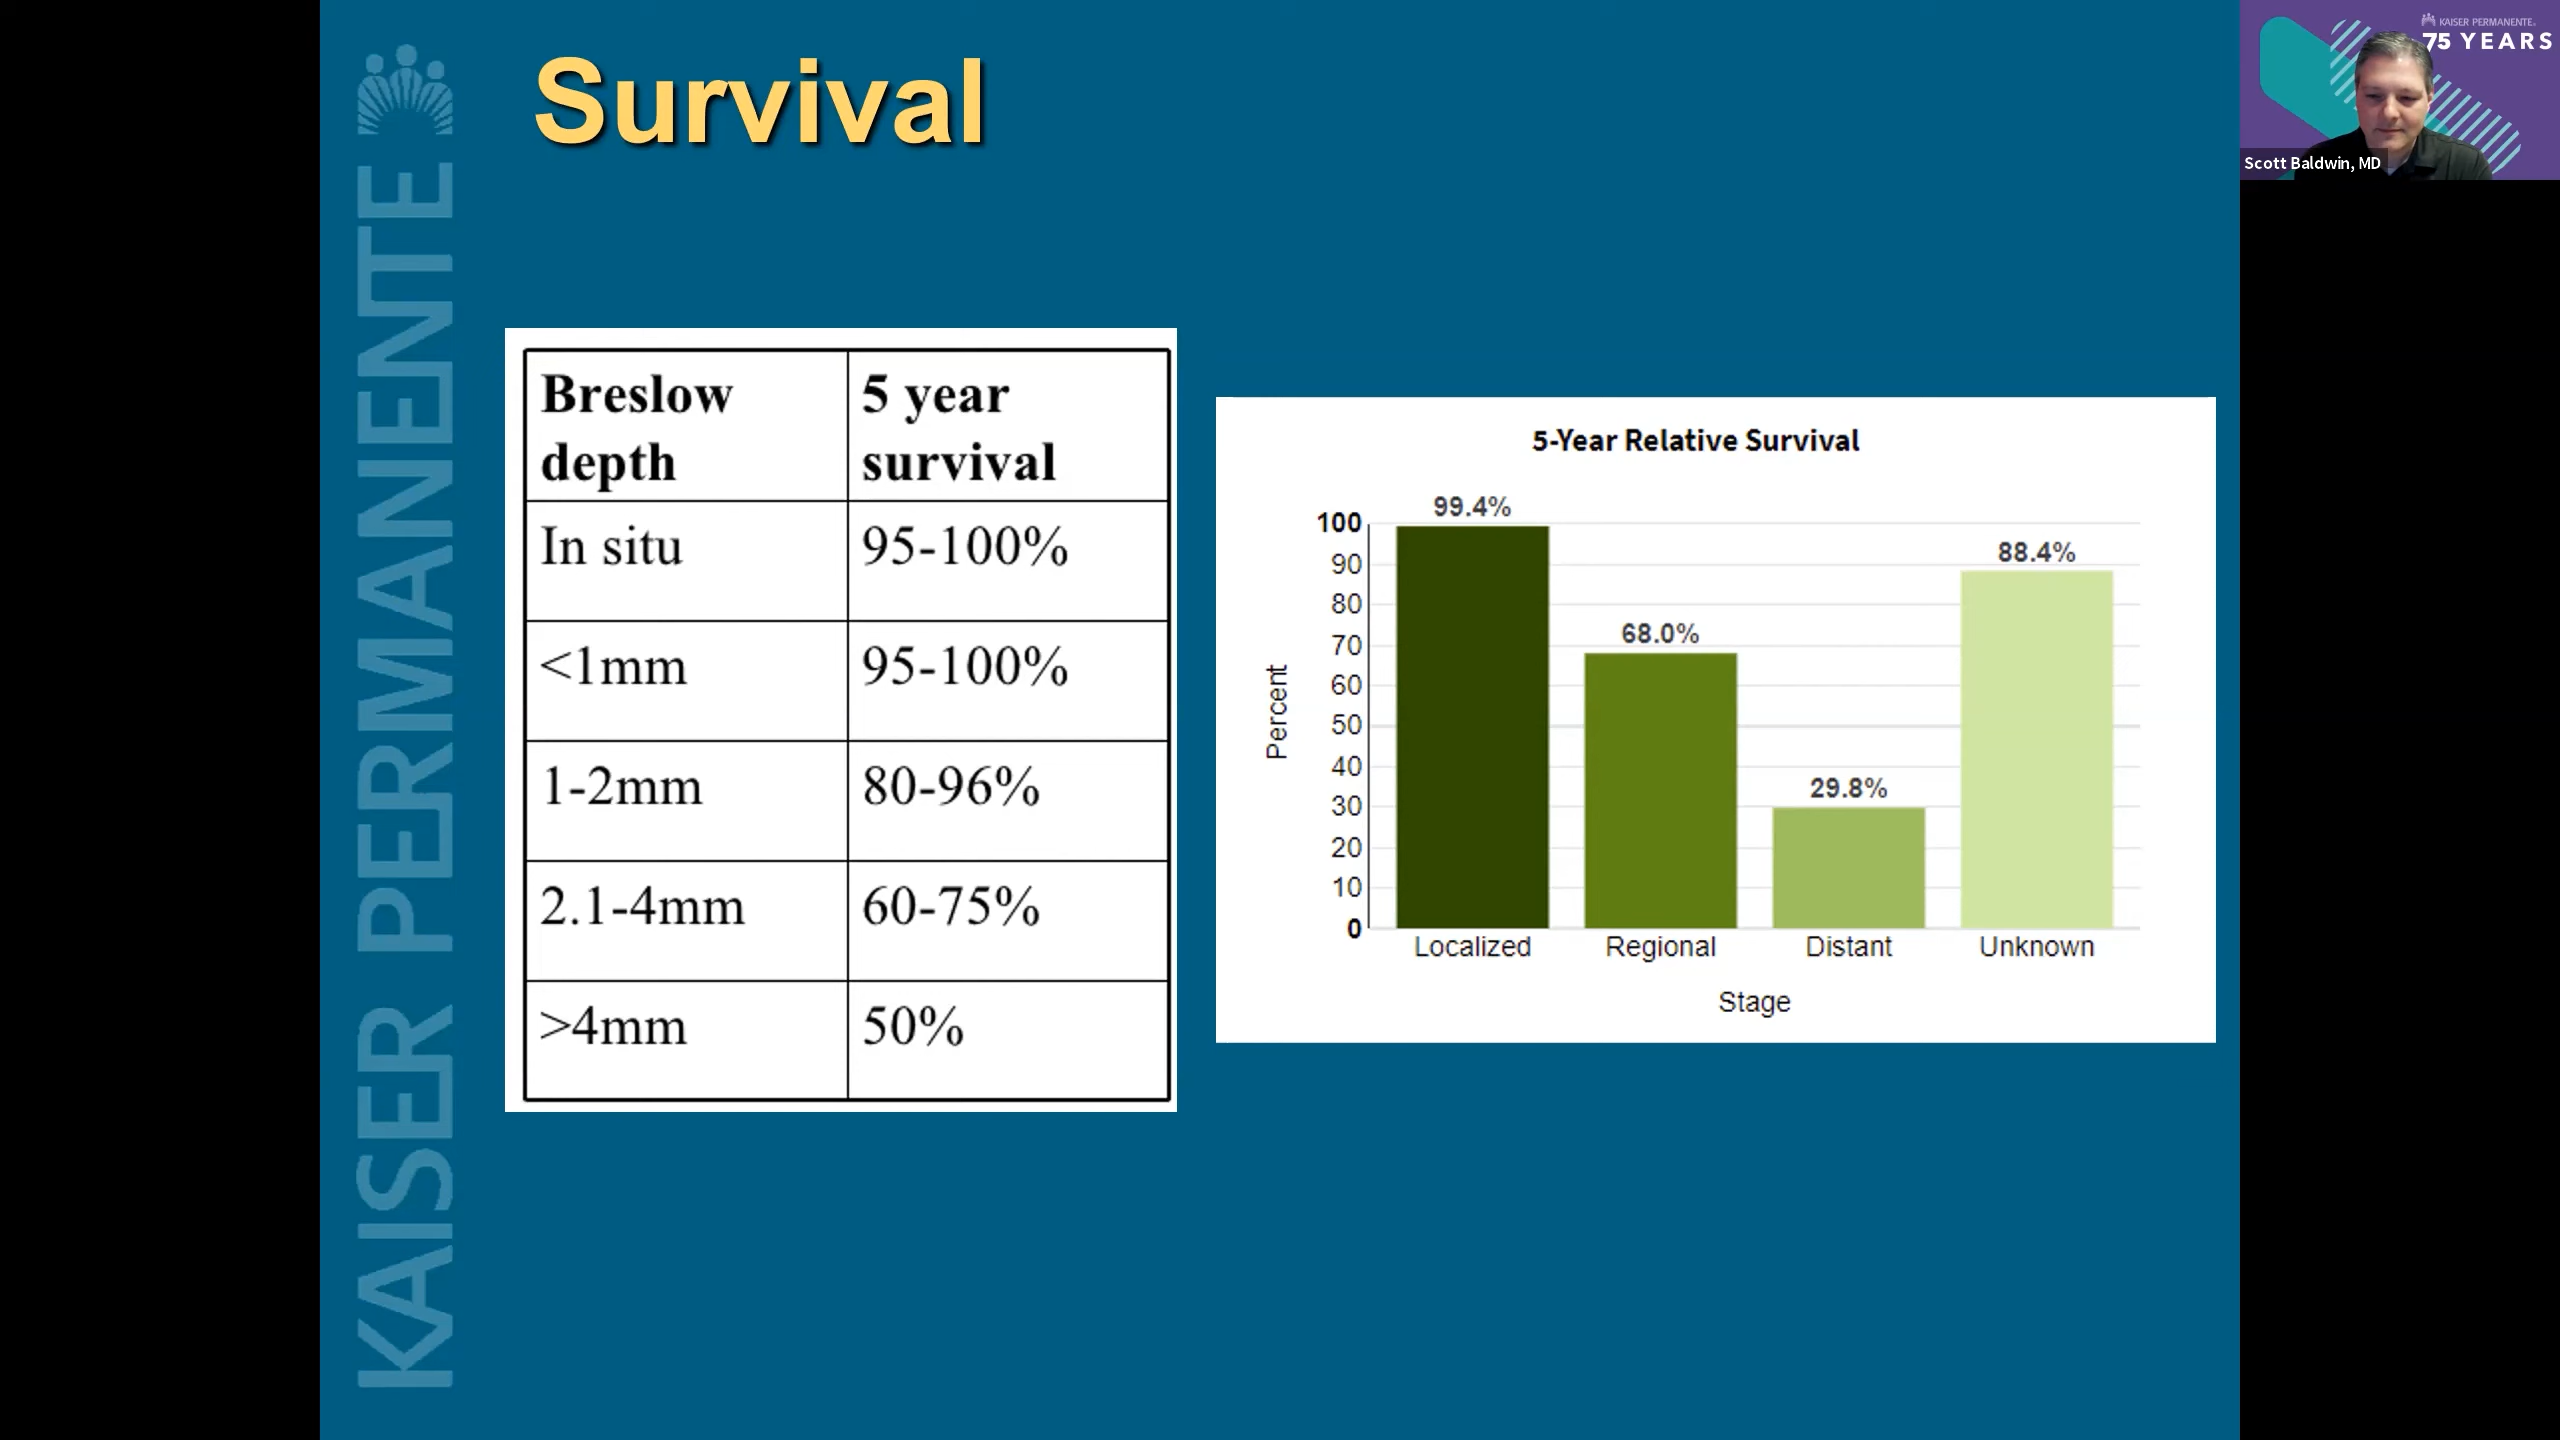 Survival
KAISER PERMANENTE
KAISER PERMANENTE®
75 YEARS
Scott Baldwin, MD
Breslow depth
5 year survival
In situ
95-100%
<1mm
95-100%
1-2mm
80-96%
2.1-4mm
60-75%
>4mm
50%
5-Year Relative Survival
Percent
100
90
80
70
60
50
40
30
20
10
0
99.4%
68.0%
29.8%
88.4%
Localized
Regional
Distant
Unknown
Stage